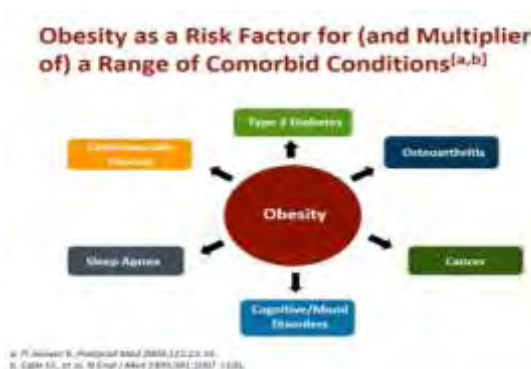 Obesity as a Risk Factor for (and Multiplier
of) a Range of Comorbid Conditions[a,b]
Type 2 Diabetes
Cardiovascular
Disease
Osteoarthritis
Obesity
Sleep Apnea
Cancer
Cognitive/Mood
Disorders